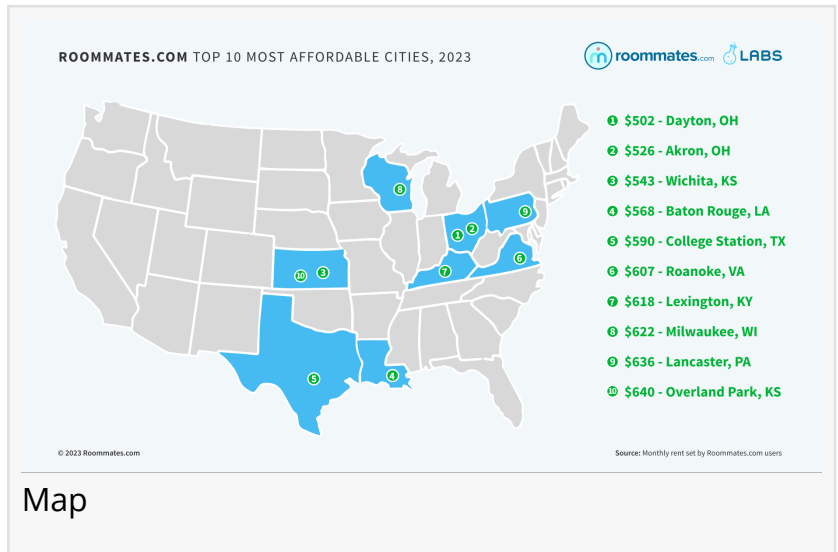 ROOMMATES.COM TOP 10 MOST AFFORDABLE CITIES, 2023
roommates.com LABS
1 $502 - Dayton, OH
2 $526 - Akron, OH
3 $543 - Wichita, KS
4 $568 - Baton Rouge, LA
5 $590 - College Station, TX
6 $607 - Roanoke, VA
7 $618 - Lexington, KY
8 $622 - Milwaukee, WI
9 $636 - Lancaster, PA
10 $640 - Overland Park, KS
8
9
1 2
6
10 3
7
5
4
© 2023 Roommates.com
Source: Monthly rent set by Roommates.com users
Map